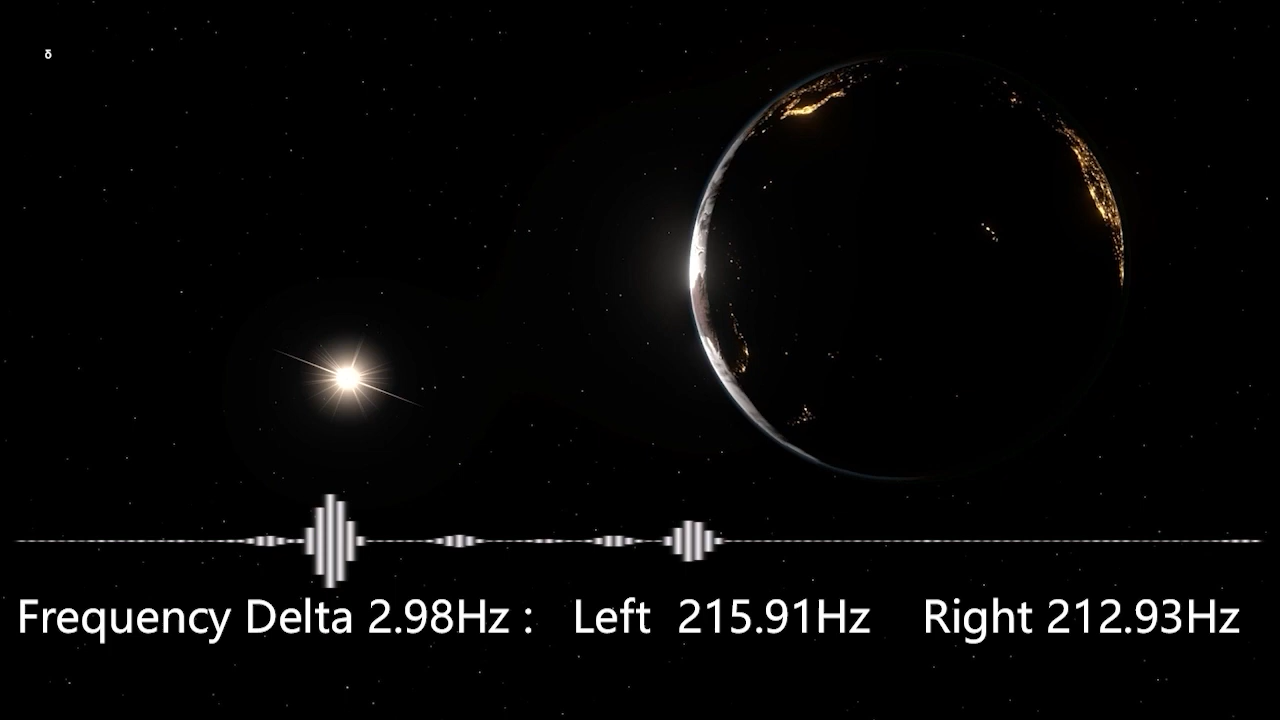 δ
Frequency Delta 2.98Hz : Left 215.91Hz Right 212.93Hz